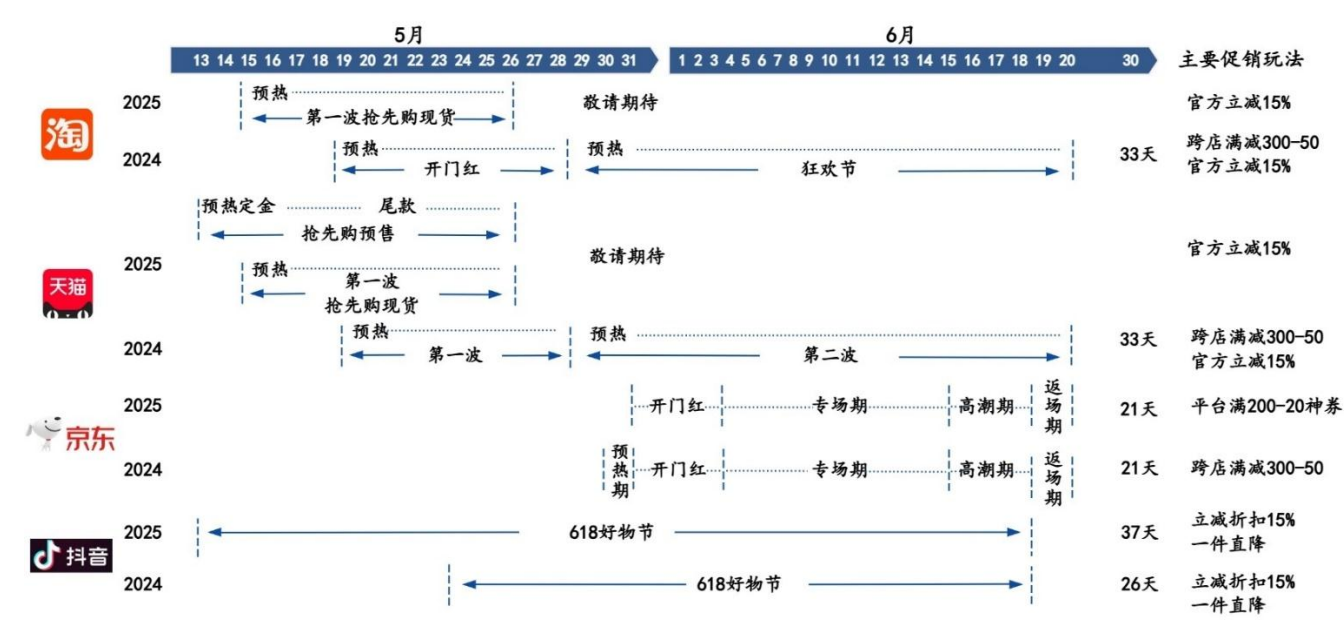 5月 6月
13 14 15 16 17 18 19 20 21 22 23 24 25 26 27 28 29 30 31 1 2 3 4 5 6 7 8 9 10 11 12 13 14 15 16 17 18 19 20 30 主要促销玩法
淘
2025 预热 敬请期待 官方立减15%
第一波抢先购现货
2024 预热 预热 33天 跨店满减300-50
开门红 狂欢节 官方立减15%
预热定金 尾款
抢先购预售
天猫
2025 敬请期待 官方立减15%
预热
第一波
抢先购现货
2024 预热 预热 33天 跨店满减300-50
第一波 第二波 官方立减15%
京东
2025 开门红 专场期 高潮期 返场期 21天 平台满200-20神券
2024 预热期 开门红 专场期 高潮期 返场期 21天 跨店满减300-50
抖音
2025 618好物节 37天 立减折扣15%
一件直降
2024 618好物节 26天 立减折扣15%
一件直降